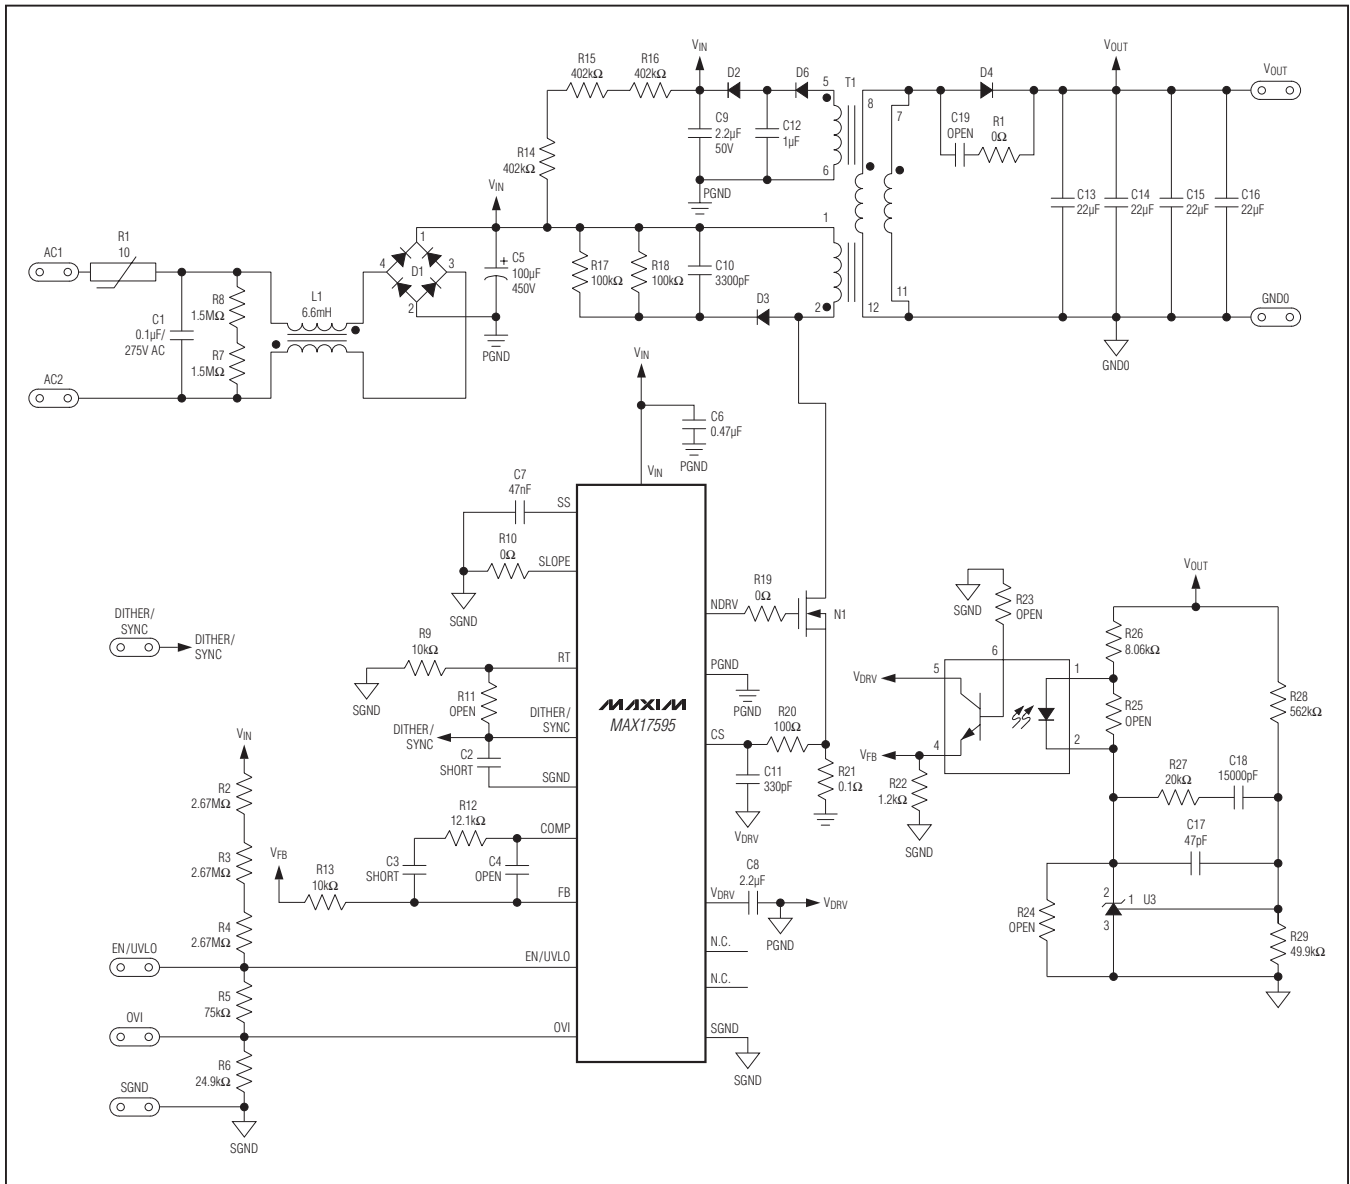 R15
402kΩ
R16
402kΩ
VIN
D2
D6
5
T1
C9
2.2µF
50V
C12
1µF
6
PGND
8
7
D4
C19
OPEN
R1
0Ω
VOUT
VOUT
R14
402kΩ
VIN
AC1
R1
10
C1
0.1µF/
275V AC
R8
1.5MΩ
R7
1.5MΩ
L1
6.6mH
AC2
1
4
D1
3
2
C5
+
100µF
450V
PGND
R17
100kΩ
R18
100kΩ
C10
3300pF
D3
1
2
12
11
C13
22µF
C14
22µF
C15
22µF
C16
22µF
GND0
GND0
VIN
C6
0.47µF
PGND
VIN
C7
47nF
SS
R10
0Ω
SLOPE
SGND
DITHER/
SYNC
DITHER/
SYNC
R9
10kΩ
RT
SGND
R11
OPEN
DITHER/
SYNC
DITHER/
SYNC
C2
SHORT
SGND
MAXIM
MAX17595
NDRV
R19
0Ω
N1
PGND
PGND
CS
R20
100Ω
C11
330pF
VDRV
R21
0.1Ω
VDRV
C8
2.2µF
VDRV
PGND
N.C.
N.C.
SGND
SGND
VIN
R2
2.67MΩ
R3
2.67MΩ
R4
2.67MΩ
VFB
R13
10kΩ
R12
12.1kΩ
COMP
C3
SHORT
C4
OPEN
FB
EN/UVLO
EN/UVLO
R5
75kΩ
OVI
OVI
R6
24.9kΩ
SGND
SGND
SGND
R23
OPEN
6
5
VDRV
4
VFB
R22
1.2kΩ
SGND
1
2
VOUT
R26
8.06kΩ
R25
OPEN
R28
562kΩ
R27
20kΩ
C18
15000pF
C17
47pF
R24
OPEN
2
1
U3
3
R29
49.9kΩ